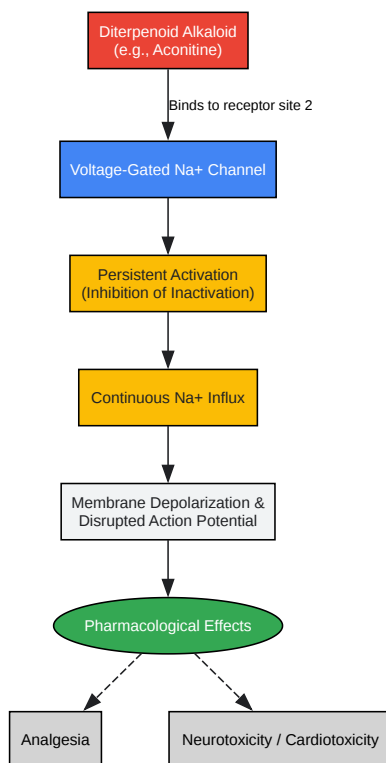 Diterpenoid Alkaloid
(e.g., Aconitine)
Binds to receptor site 2
Voltage-Gated Na+ Channel
Persistent Activation
(Inhibition of Inactivation)
Continuous Na+ Influx
Membrane Depolarization &
Disrupted Action Potential
Pharmacological Effects
Analgesia
Neurotoxicity / Cardiotoxicity